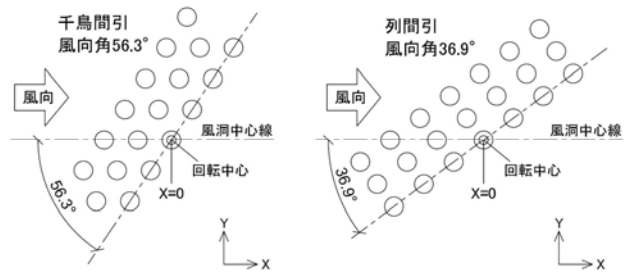 千鳥間引
風向角56.3°
風向
風洞中心線
回転中心
X=0
56.3°
Y
X
列間引
風向角36.9°
風向
風洞中心線
回転中心
X=0
36.9°
Y
X